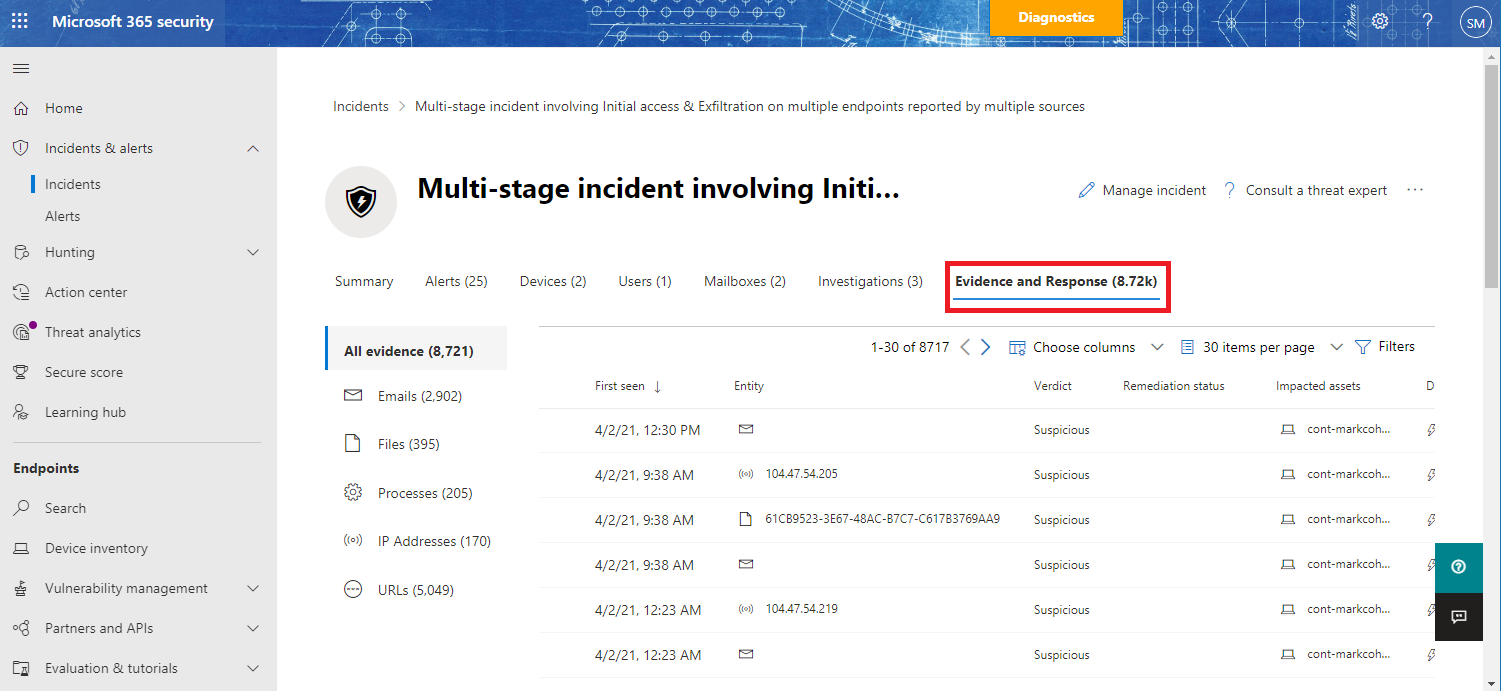 Microsoft 365 security
Diagnostics
?
SM
Home
Incidents & alerts
Incidents
Alerts
Hunting
Action center
Threat analytics
Secure score
Learning hub
Endpoints
Search
Device inventory
Vulnerability management
Partners and APIs
Evaluation & tutorials
Incidents > Multi-stage incident involving Initial access & Exfiltration on multiple endpoints reported by multiple sources
Multi-stage incident involving Initi...
Manage incident ? Consult a threat expert ...
Summary Alerts (25) Devices (2) Users (1) Mailboxes (2) Investigations (3) Evidence and Response (8.72k)
All evidence (8,721)
Emails (2,902)
Files (395)
Processes (205)
IP Addresses (170)
URLs (5,049)
1-30 of 8717 Choose columns 30 items per page Filters
First seen ↓ Entity Verdict Remediation status Impacted assets D
4/2/21, 12:30 PM Suspicious cont-markcoh...
4/2/21, 9:38 AM 104.47.54.205 Suspicious cont-markcoh...
4/2/21, 9:38 AM 61CB9523-3E67-48AC-B7C7-C617B3769AA9 Suspicious cont-markcoh...
4/2/21, 9:38 AM Suspicious cont-markcoh...
4/2/21, 12:23 AM 104.47.54.219 Suspicious cont-markcoh...
4/2/21, 12:23 AM Suspicious cont-markcoh...